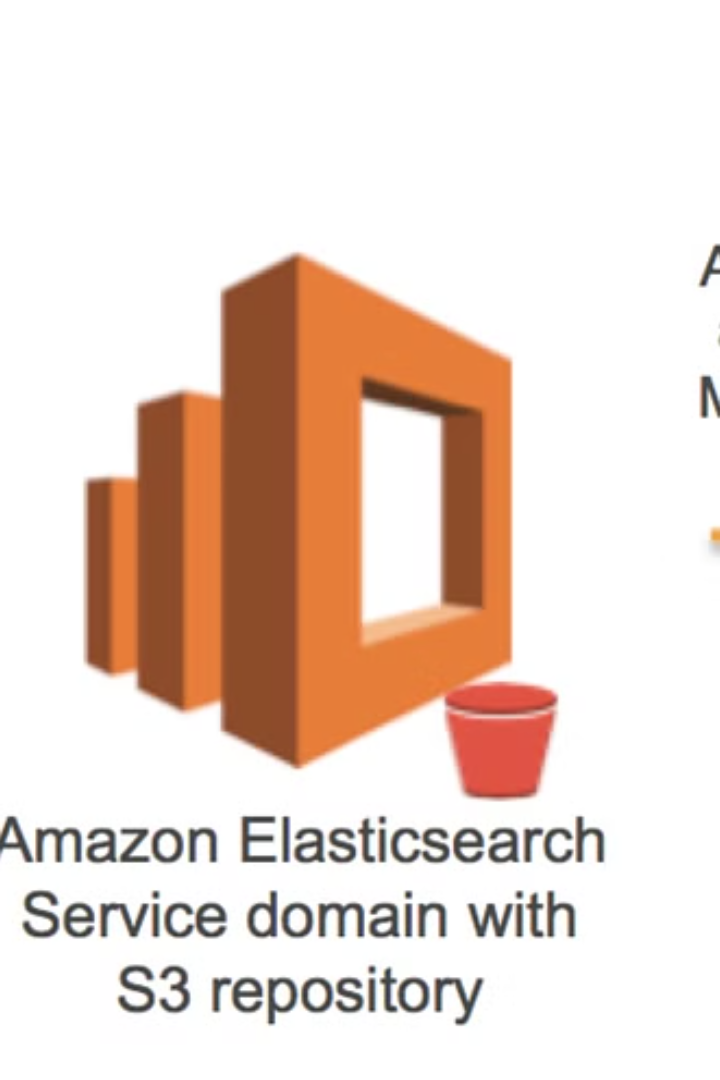 Amazon Elasticsearch
Service domain with
S3 repository